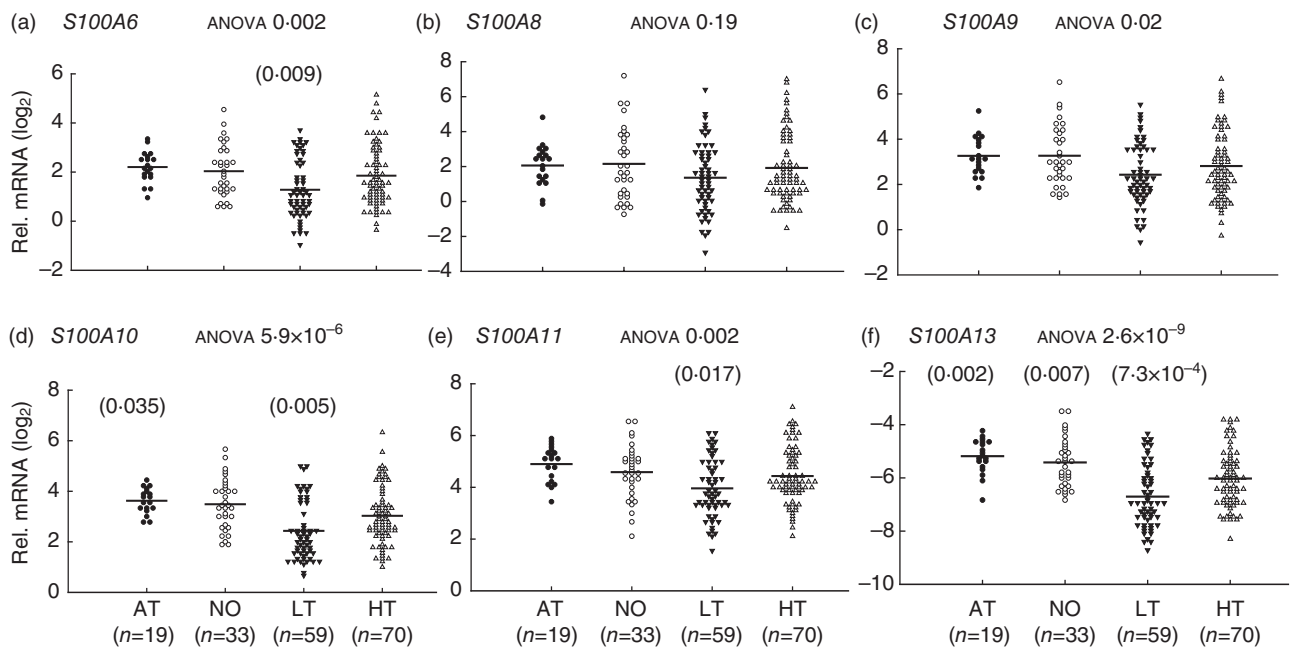 (a) S100A6 ANOVA 0·002
(b) S100A8 ANOVA 0·19
(c) S100A9 ANOVA 0·02
Rel. mRNA (log2)
6
4
2
0
−2
(0·009)
8
6
4
2
0
−2
−4
8
6
4
2
0
−2
(d) S100A10 ANOVA 5·9×10−6
(e) S100A11 ANOVA 0·002
(f) S100A13 ANOVA 2·6×10−9
Rel. mRNA (log2)
8
6
4
2
0
(0·035) (0·005)
8
6
4
2
0
(0·017)
−2
−4
−6
−8
−10
(0·002) (0·007) (7·3×10−4)
AT NO LT HT
(n=19) (n=33) (n=59) (n=70)
AT NO LT HT
(n=19) (n=33) (n=59) (n=70)
AT NO LT HT
(n=19) (n=33) (n=59) (n=70)